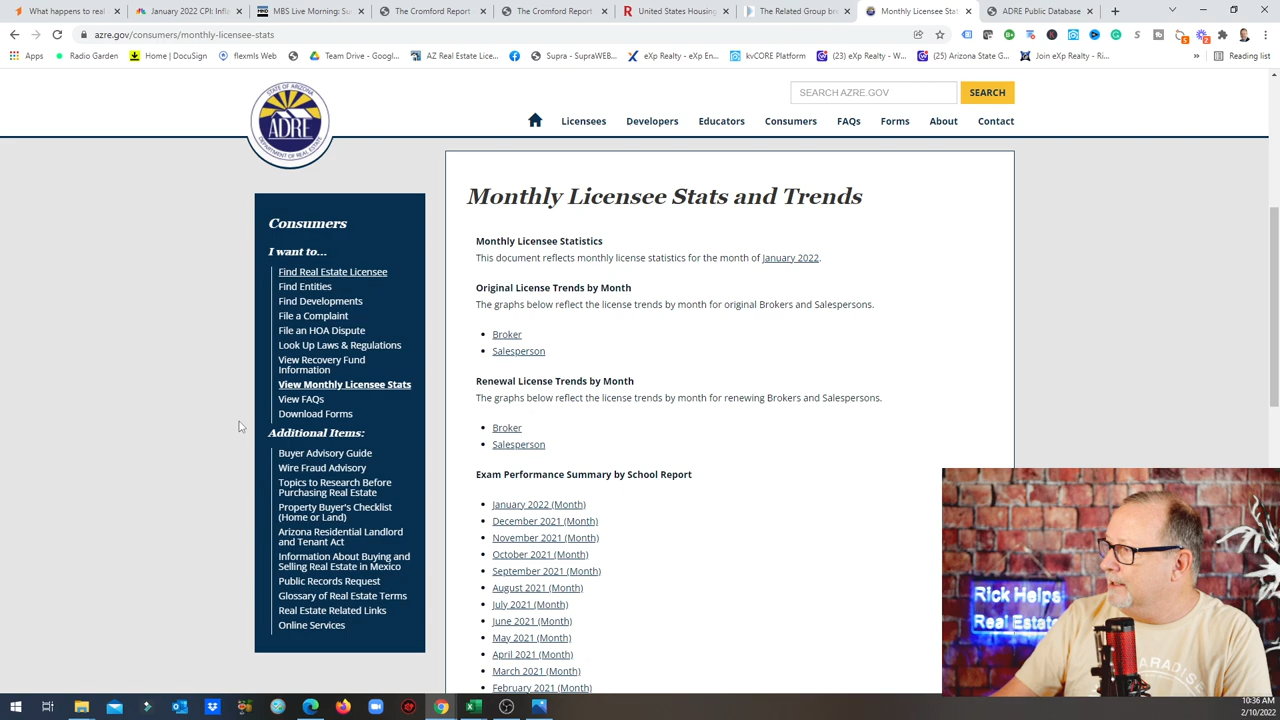 What happens to real
January 2022 CPI: Infl
MBS Live Morning: Su
The Cromford Report
The Cromford Report
United States Housing
The Related Group br
Monthly Licensee Stat
ADRE Public Database
azre.gov/consumers/monthly-licensee-stats
Apps
Radio Garden
Home | DocuSign
flexmls Web
Team Drive - Googl...
AZ Real Estate Lice...
Supra - SupraWEB...
eXp Realty - eXp En...
kvCORE Platform
(23) eXp Realty - W...
(25) Arizona State G...
Join eXp Realty - Ri...
»
Reading list
STATE OF ARIZONA
ADRE
DEPARTMENT OF REAL ESTATE
SEARCH AZRE.GOV
SEARCH
Licensees
Developers
Educators
Consumers
FAQs
Forms
About
Contact
Consumers
I want to...
Find Real Estate Licensee
Find Entities
Find Developments
File a Complaint
File an HOA Dispute
Look Up Laws & Regulations
View Recovery Fund
Information
View Monthly Licensee Stats
View FAQs
Download Forms
Additional Items:
Buyer Advisory Guide
Wire Fraud Advisory
Topics to Research Before
Purchasing Real Estate
Property Buyer's Checklist
(Home or Land)
Arizona Residential Landlord
and Tenant Act
Information About Buying and
Selling Real Estate in Mexico
Public Records Request
Glossary of Real Estate Terms
Real Estate Related Links
Online Services
Monthly Licensee Stats and Trends
Monthly Licensee Statistics
This document reflects monthly license statistics for the month of January 2022.
Original License Trends by Month
The graphs below reflect the license trends by month for original Brokers and Salespersons.
Broker
Salesperson
Renewal License Trends by Month
The graphs below reflect the license trends by month for renewing Brokers and Salespersons.
Broker
Salesperson
Exam Performance Summary by School Report
January 2022 (Month)
December 2021 (Month)
November 2021 (Month)
October 2021 (Month)
September 2021 (Month)
August 2021 (Month)
July 2021 (Month)
June 2021 (Month)
May 2021 (Month)
April 2021 (Month)
March 2021 (Month)
February 2021 (Month)
Rick Helps
Real Estate
PARADISE
10:36 AM
2/10/2022